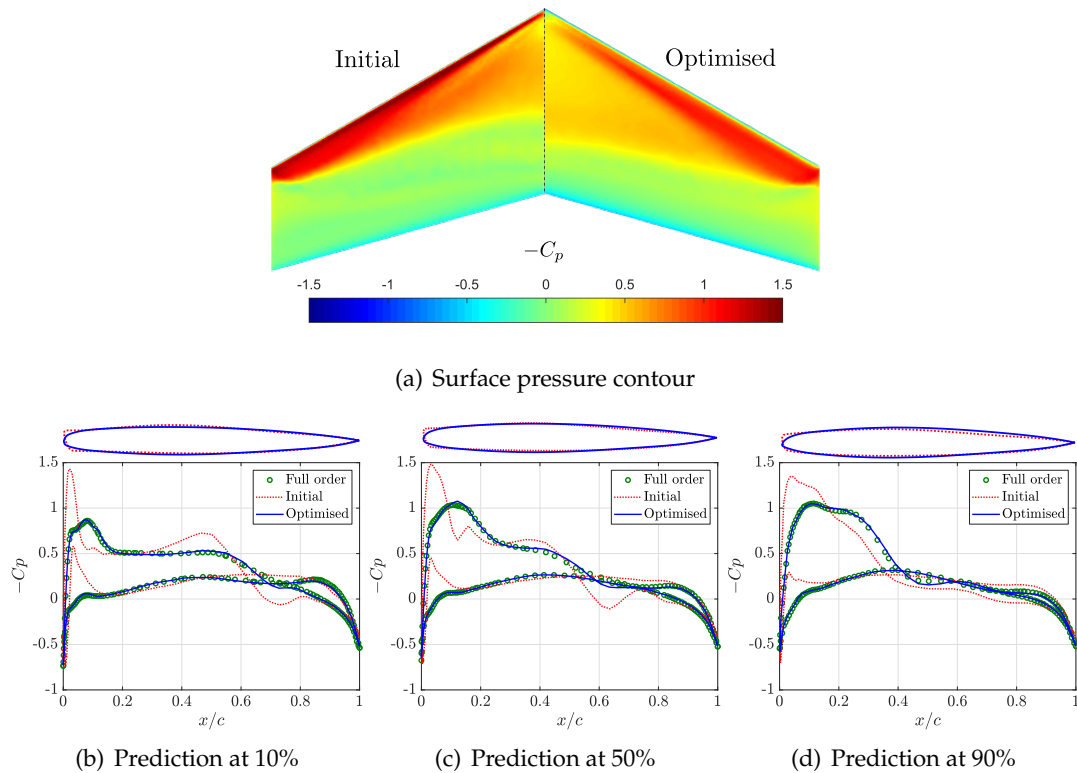 Initial
Optimised
−C_p
-1.5 -1 -0.5 0 0.5 1 1.5
(a) Surface pressure contour
1.5
1
0.5
0
-0.5
-1
−C_p
Full order
Initial
Optimised
0 0.2 0.4 0.6 0.8 1
x/c
(b) Prediction at 10%
1.5
1
0.5
0
-0.5
-1
−C_p
Full order
Initial
Optimised
0 0.2 0.4 0.6 0.8 1
x/c
(c) Prediction at 50%
1.5
1
0.5
0
-0.5
-1
−C_p
Full order
Initial
Optimised
0 0.2 0.4 0.6 0.8 1
x/c
(d) Prediction at 90%